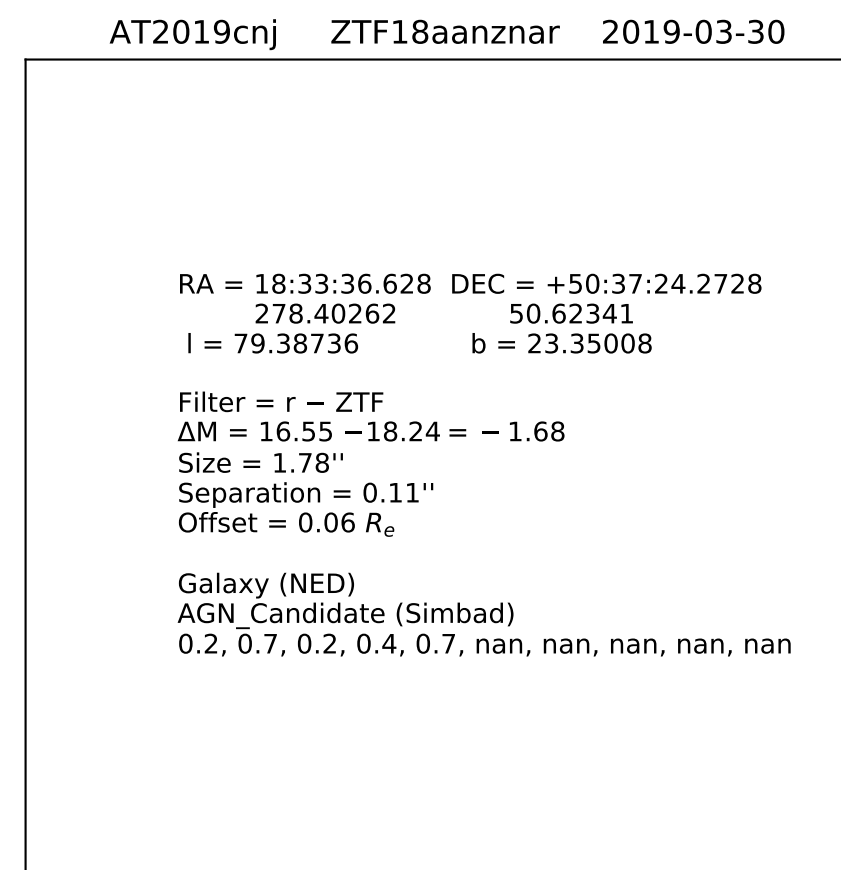 AT2019cnj ZTF18aanznar 2019-03-30
RA = 18:33:36.628 DEC = +50:37:24.2728
278.40262 50.62341
l = 79.38736 b = 23.35008
Filter = r − ZTF
ΔM = 16.55 −18.24 = − 1.68
Size = 1.78''
Separation = 0.11''
Offset = 0.06 Re
Galaxy (NED)
AGN_Candidate (Simbad)
0.2, 0.7, 0.2, 0.4, 0.7, nan, nan, nan, nan, nan